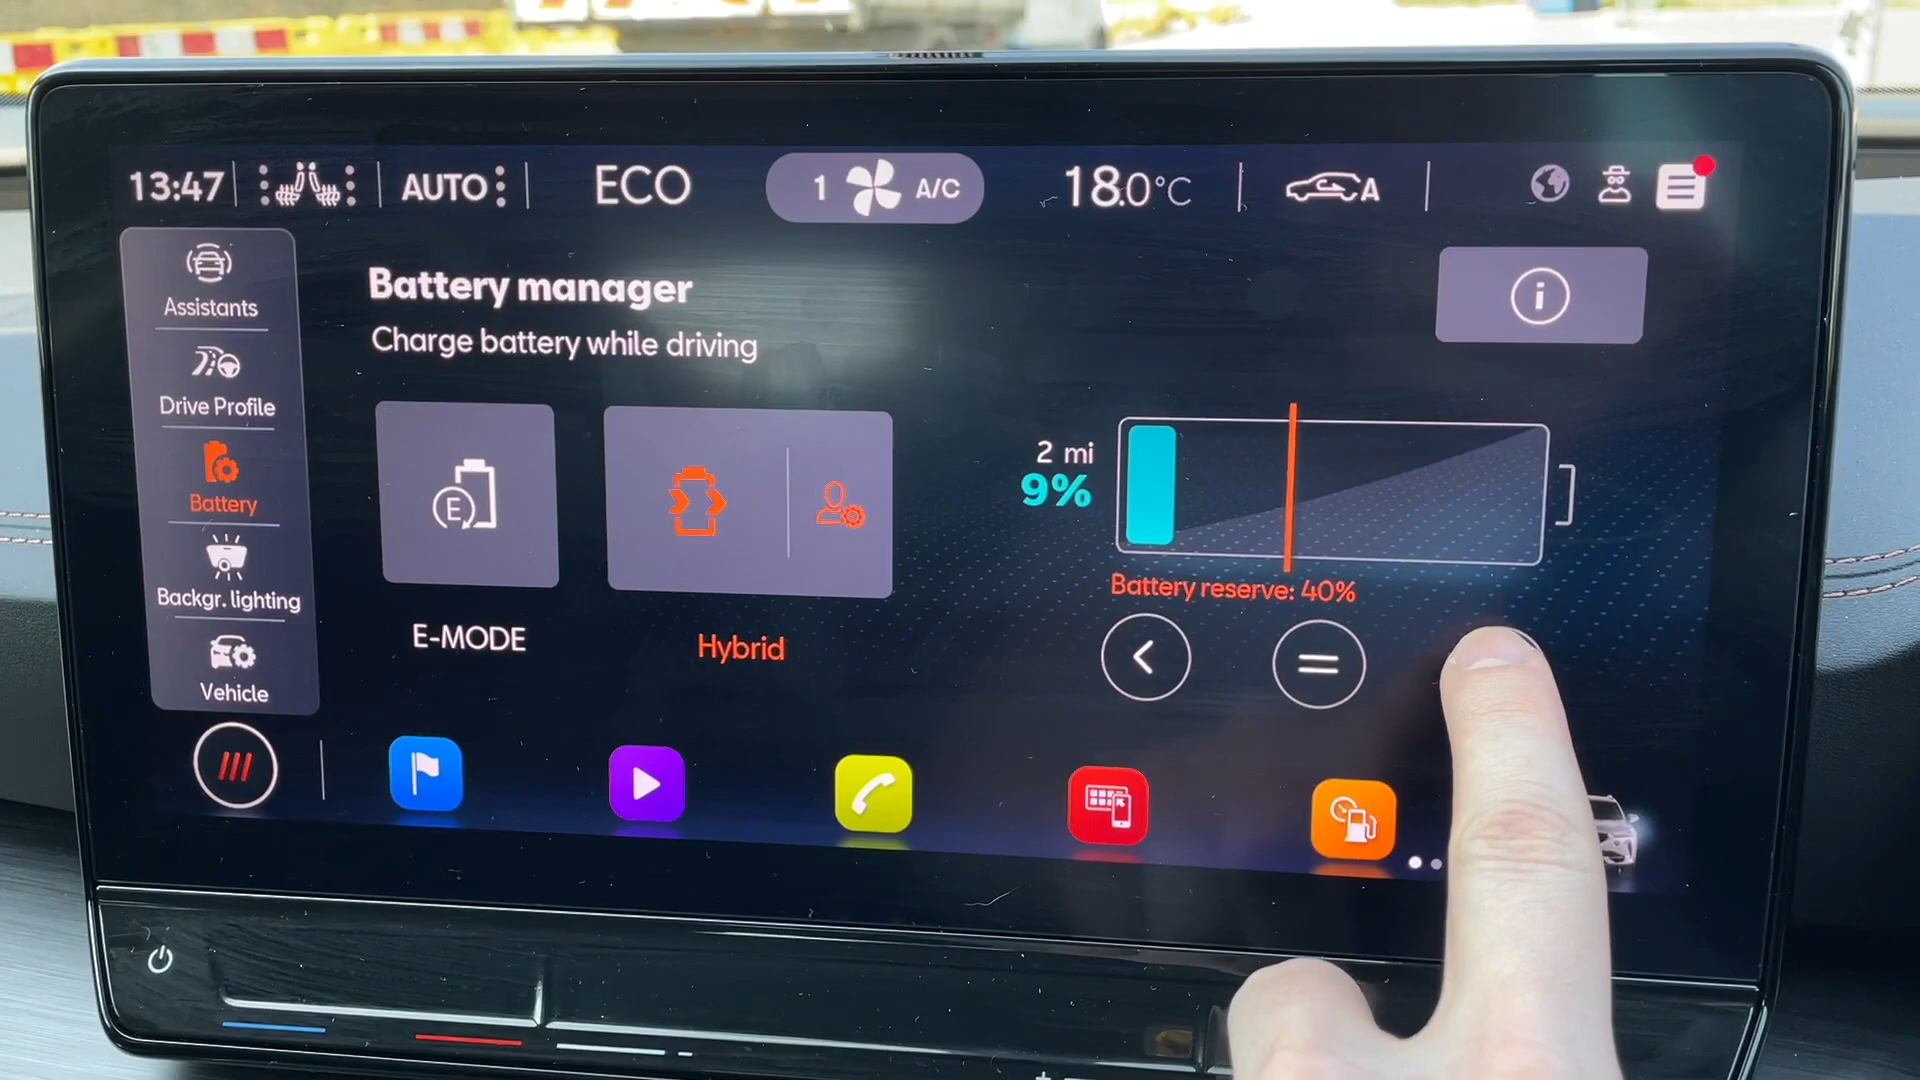 13:47 AUTO ECO 1 A/C 18.0°C A
Assistants
Drive Profile
Battery
Backgr. lighting
Vehicle
Battery manager
Charge battery while driving
i
E
E-MODE
Hybrid
2 mi
9%
Battery reserve: 40%